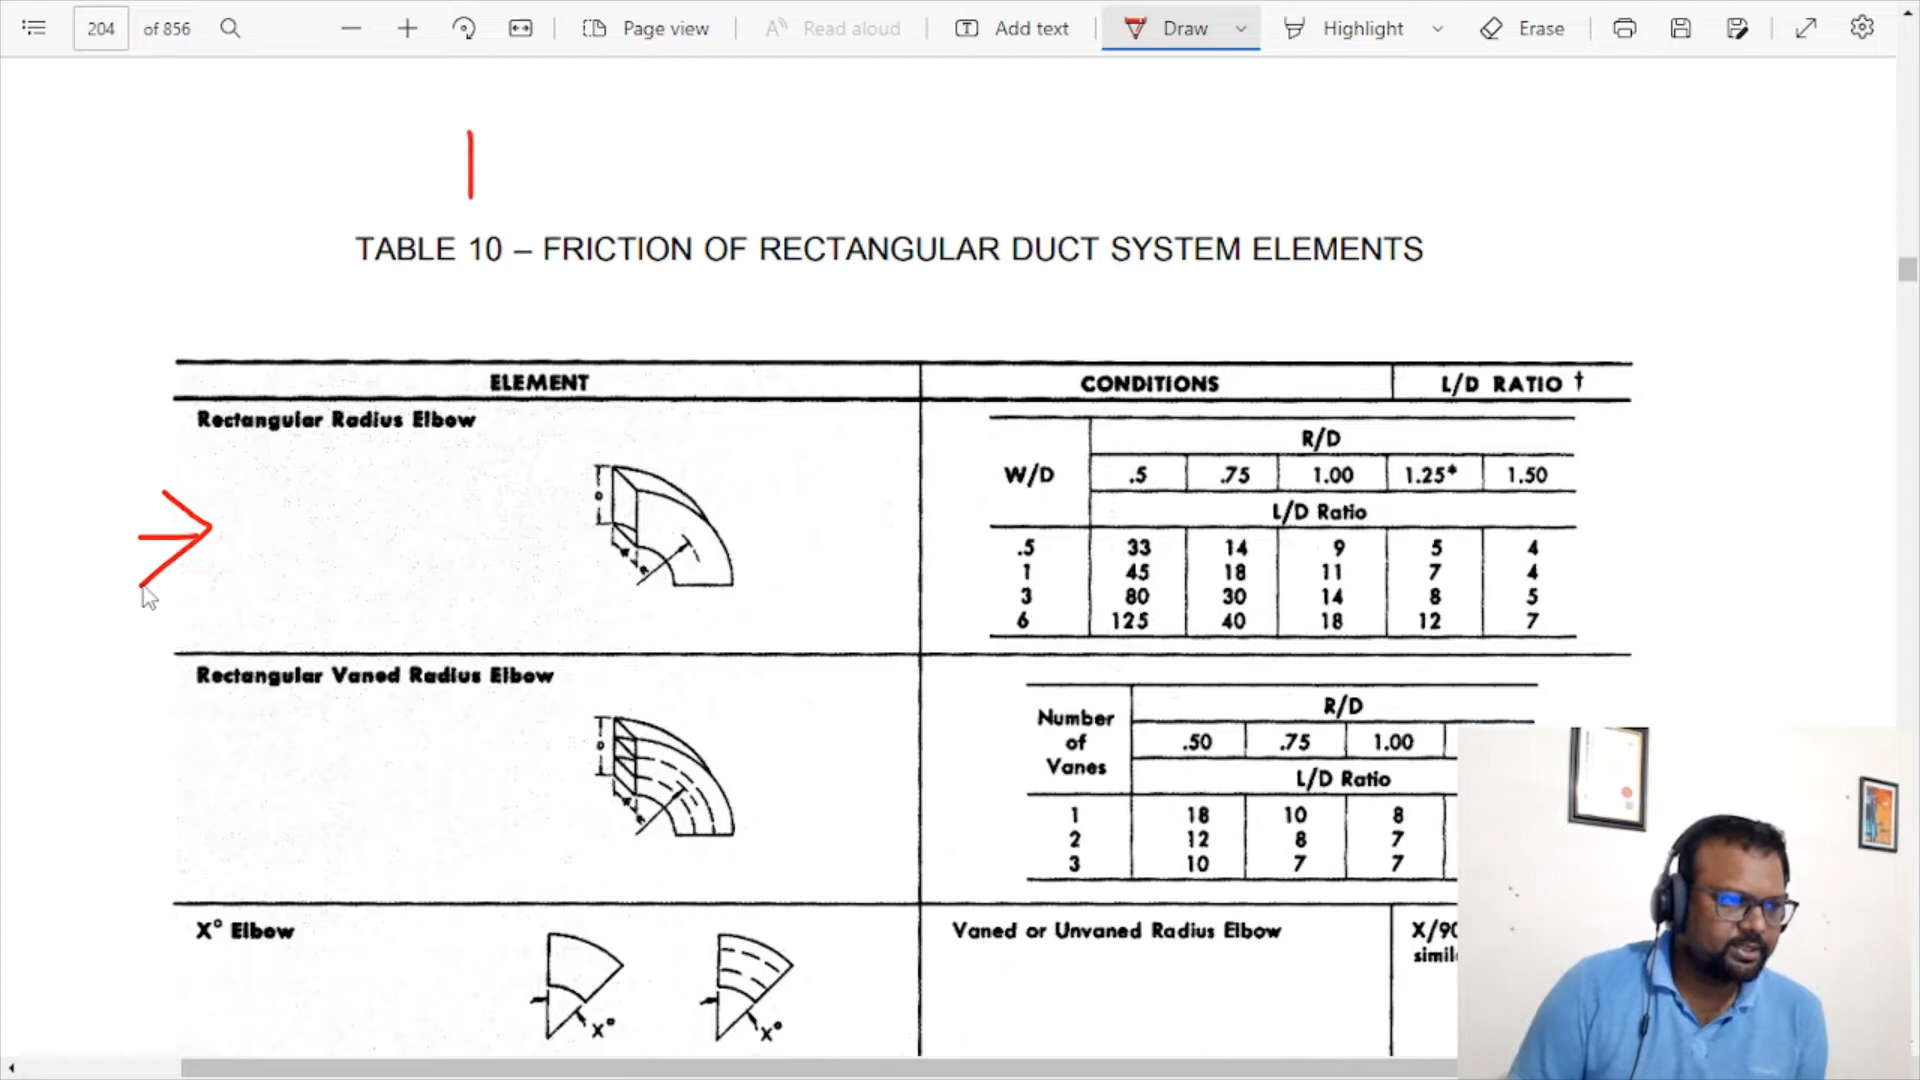 204 of 856 Page view Read aloud Add text Draw Highlight Erase
TABLE 10 – FRICTION OF RECTANGULAR DUCT SYSTEM ELEMENTS
ELEMENT CONDITIONS L/D RATIO †
Rectangular Radius Elbow
R/D
W/D .5 .75 1.00 1.25* 1.50
L/D Ratio
.5 33 14 9 5 4
1 45 18 11 7 4
3 80 30 14 8 5
6 125 40 18 12 7
D
W
R
Rectangular Vaned Radius Elbow
R/D
Number
of
Vanes
.50 .75 1.00
L/D Ratio
1 18 10 8
2 12 8 7
3 10 7 7
D
W
R
X° Elbow Vaned or Unvaned Radius Elbow
X° X°